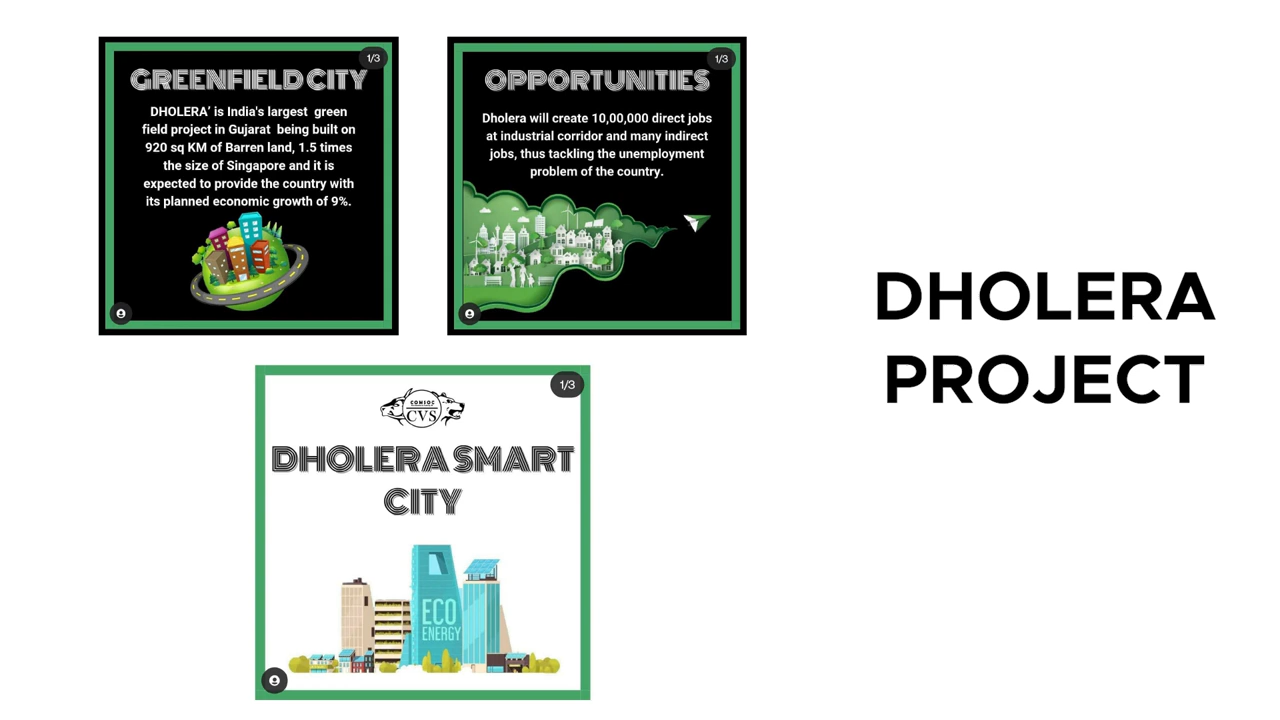 1/3
GREENFIELD CITY
DHOLERA’ is India's largest green
field project in Gujarat being built on
920 sq KM of Barren land, 1.5 times
the size of Singapore and it is
expected to provide the country with
its planned economic growth of 9%.
1/3
OPPORTUNITIES
Dholera will create 10,00,000 direct jobs
at industrial corridor and many indirect
jobs, thus tackling the unemployment
problem of the country.
1/3
COMSOC
CVS
DHOLERA SMART
CITY
ECO
ENERGY
DHOLERA
PROJECT